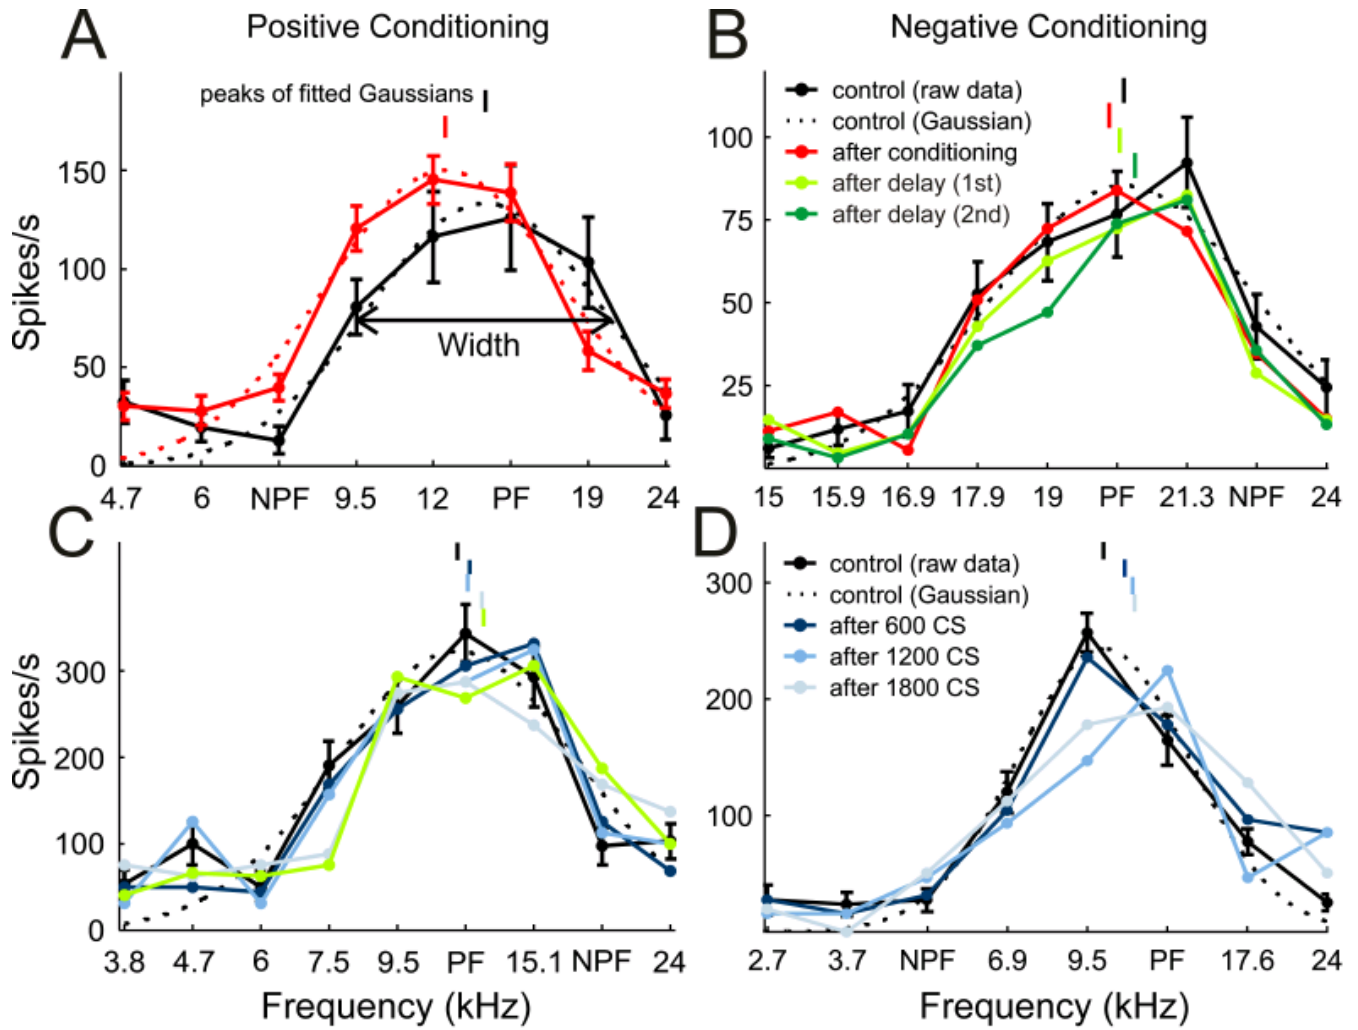 A
Positive Conditioning
B
Negative Conditioning
peaks of fitted Gaussians
Width
Spikes/s
150
100
50
0
4.7 6 NPF 9.5 12 PF 19 24
control (raw data)
control (Gaussian)
after conditioning
after delay (1st)
after delay (2nd)
100
75
50
25
15 15.9 16.9 17.9 19 PF 21.3 NPF 24
C
Spikes/s
300
200
100
0
3.8 4.7 6 7.5 9.5 PF 15.1 NPF 24
Frequency (kHz)
D
control (raw data)
control (Gaussian)
after 600 CS
after 1200 CS
after 1800 CS
300
200
100
2.7 3.7 NPF 6.9 9.5 PF 17.6 24
Frequency (kHz)